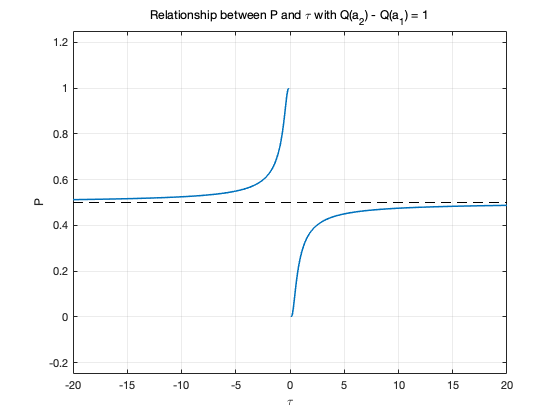 Relationship between P and τ with Q(a₂) - Q(a₁) = 1
1.2
1
0.8
0.6
0.4
0.2
0
-0.2
P
-20 -15 -10 -5 0 5 10 15 20
τ